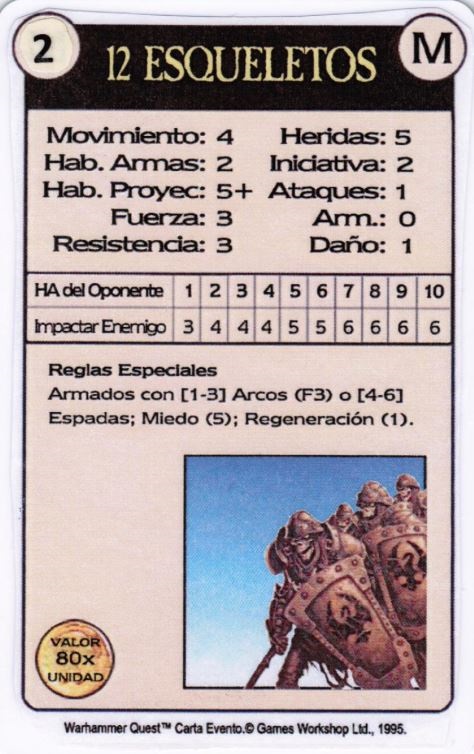 2
12 ESQUELETOS
M
Movimiento: 4 Heridas: 5
Hab. Armas: 2 Iniciativa: 2
Hab. Proyec: 5+ Ataques: 1
Fuerza: 3 Arm.: 0
Resistencia: 3 Daño: 1
HA del Oponente 1 2 3 4 5 6 7 8 9 10
Impactar Enemigo 3 4 4 4 5 5 6 6 6 6
Reglas Especiales
Armados con [1-3] Arcos (F3) o [4-6]
Espadas; Miedo (5); Regeneración (1).
VALOR
80x
UNIDAD
Warhammer Quest™ Carta Evento.© Games Workshop Ltd., 1995.